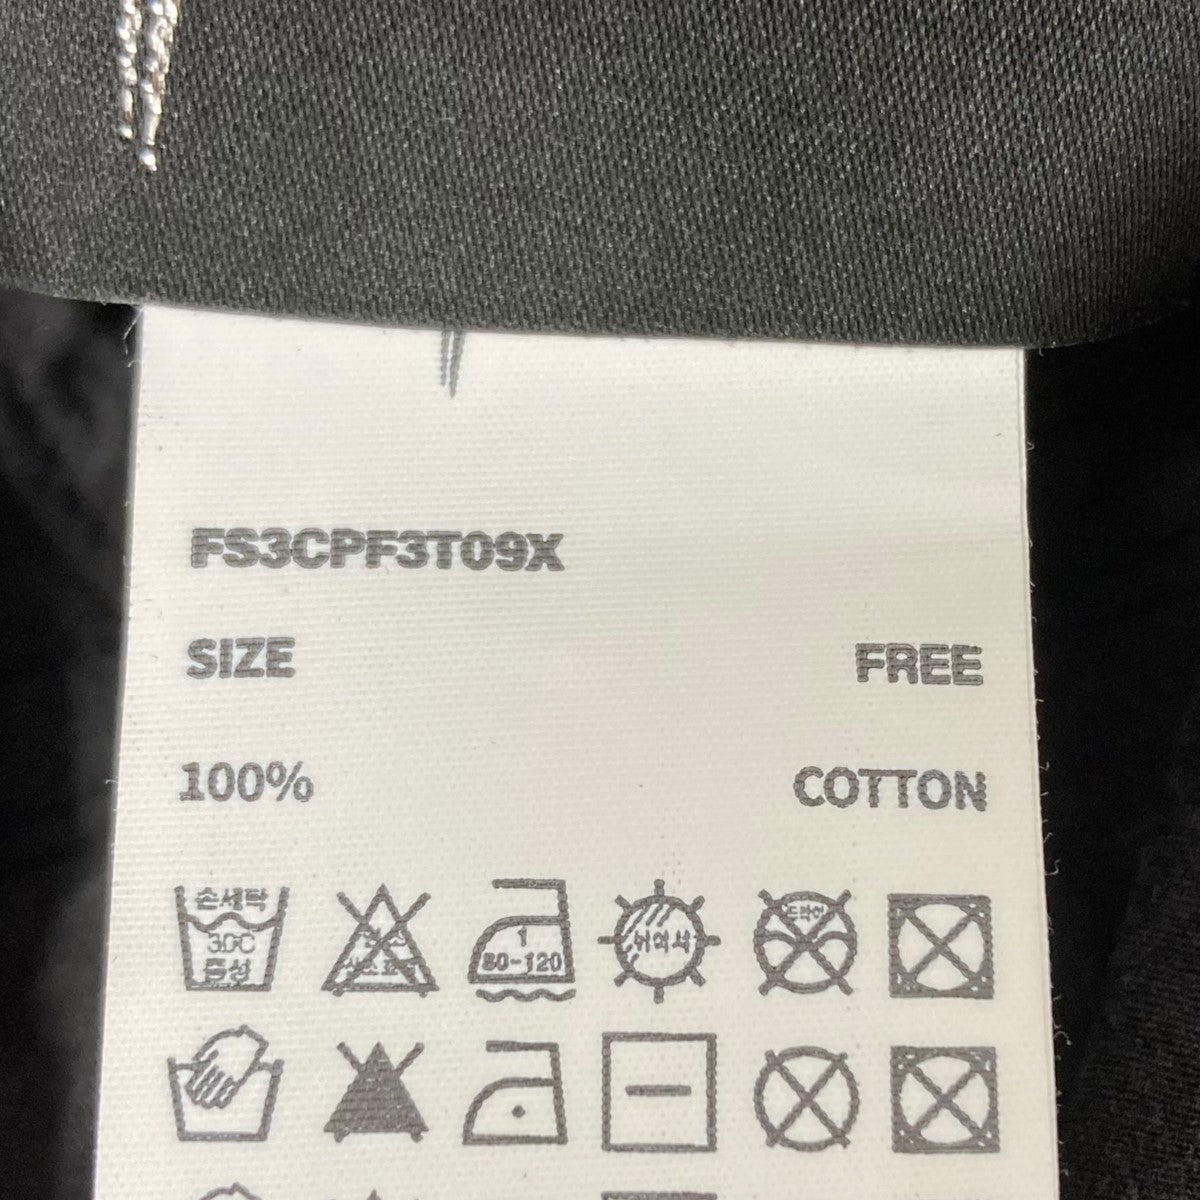 FS3CPF3T09X
SIZE FREE
100% COTTON
손세탁
30C
중성
1
80-120